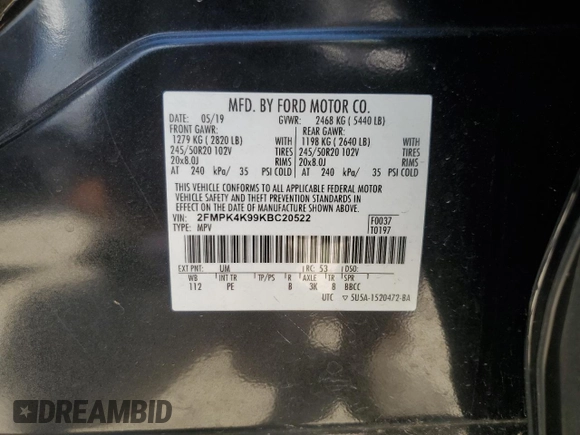 MFD. BY FORD MOTOR CO.
DATE: 05/19 GVWR: 2468 KG ( 5440 LB)
FRONT GAWR: REAR GAWR:
1279 KG ( 2820 LB) WITH 1198 KG ( 2640 LB) WITH
245/50R20 102V TIRES 245/50R20 102V TIRES
20x8.0J RIMS 20x8.0J RIMS
AT 240 kPa/ 35 PSI COLD AT 240 kPa/ 35 PSI COLD
THIS VEHICLE CONFORMS TO ALL APPLICABLE FEDERAL MOTOR
VEHICLE SAFETY AND THEFT PREVENTION STANDARDS IN EFFECT ON THE
DATE OF MANUFACTURE SHOWN ABOVE.
VIN: 2FMPK4K99KBC20522 F0037
TYPE: MPV T0197
EXT PNT: UM RC: 53 DSO:
WB INT TR TP/PS R AXLE TR SPR
112 PE B 3K 8 BBCC
UTC ▽ 5U5A-1520472-BA
DREAMBID